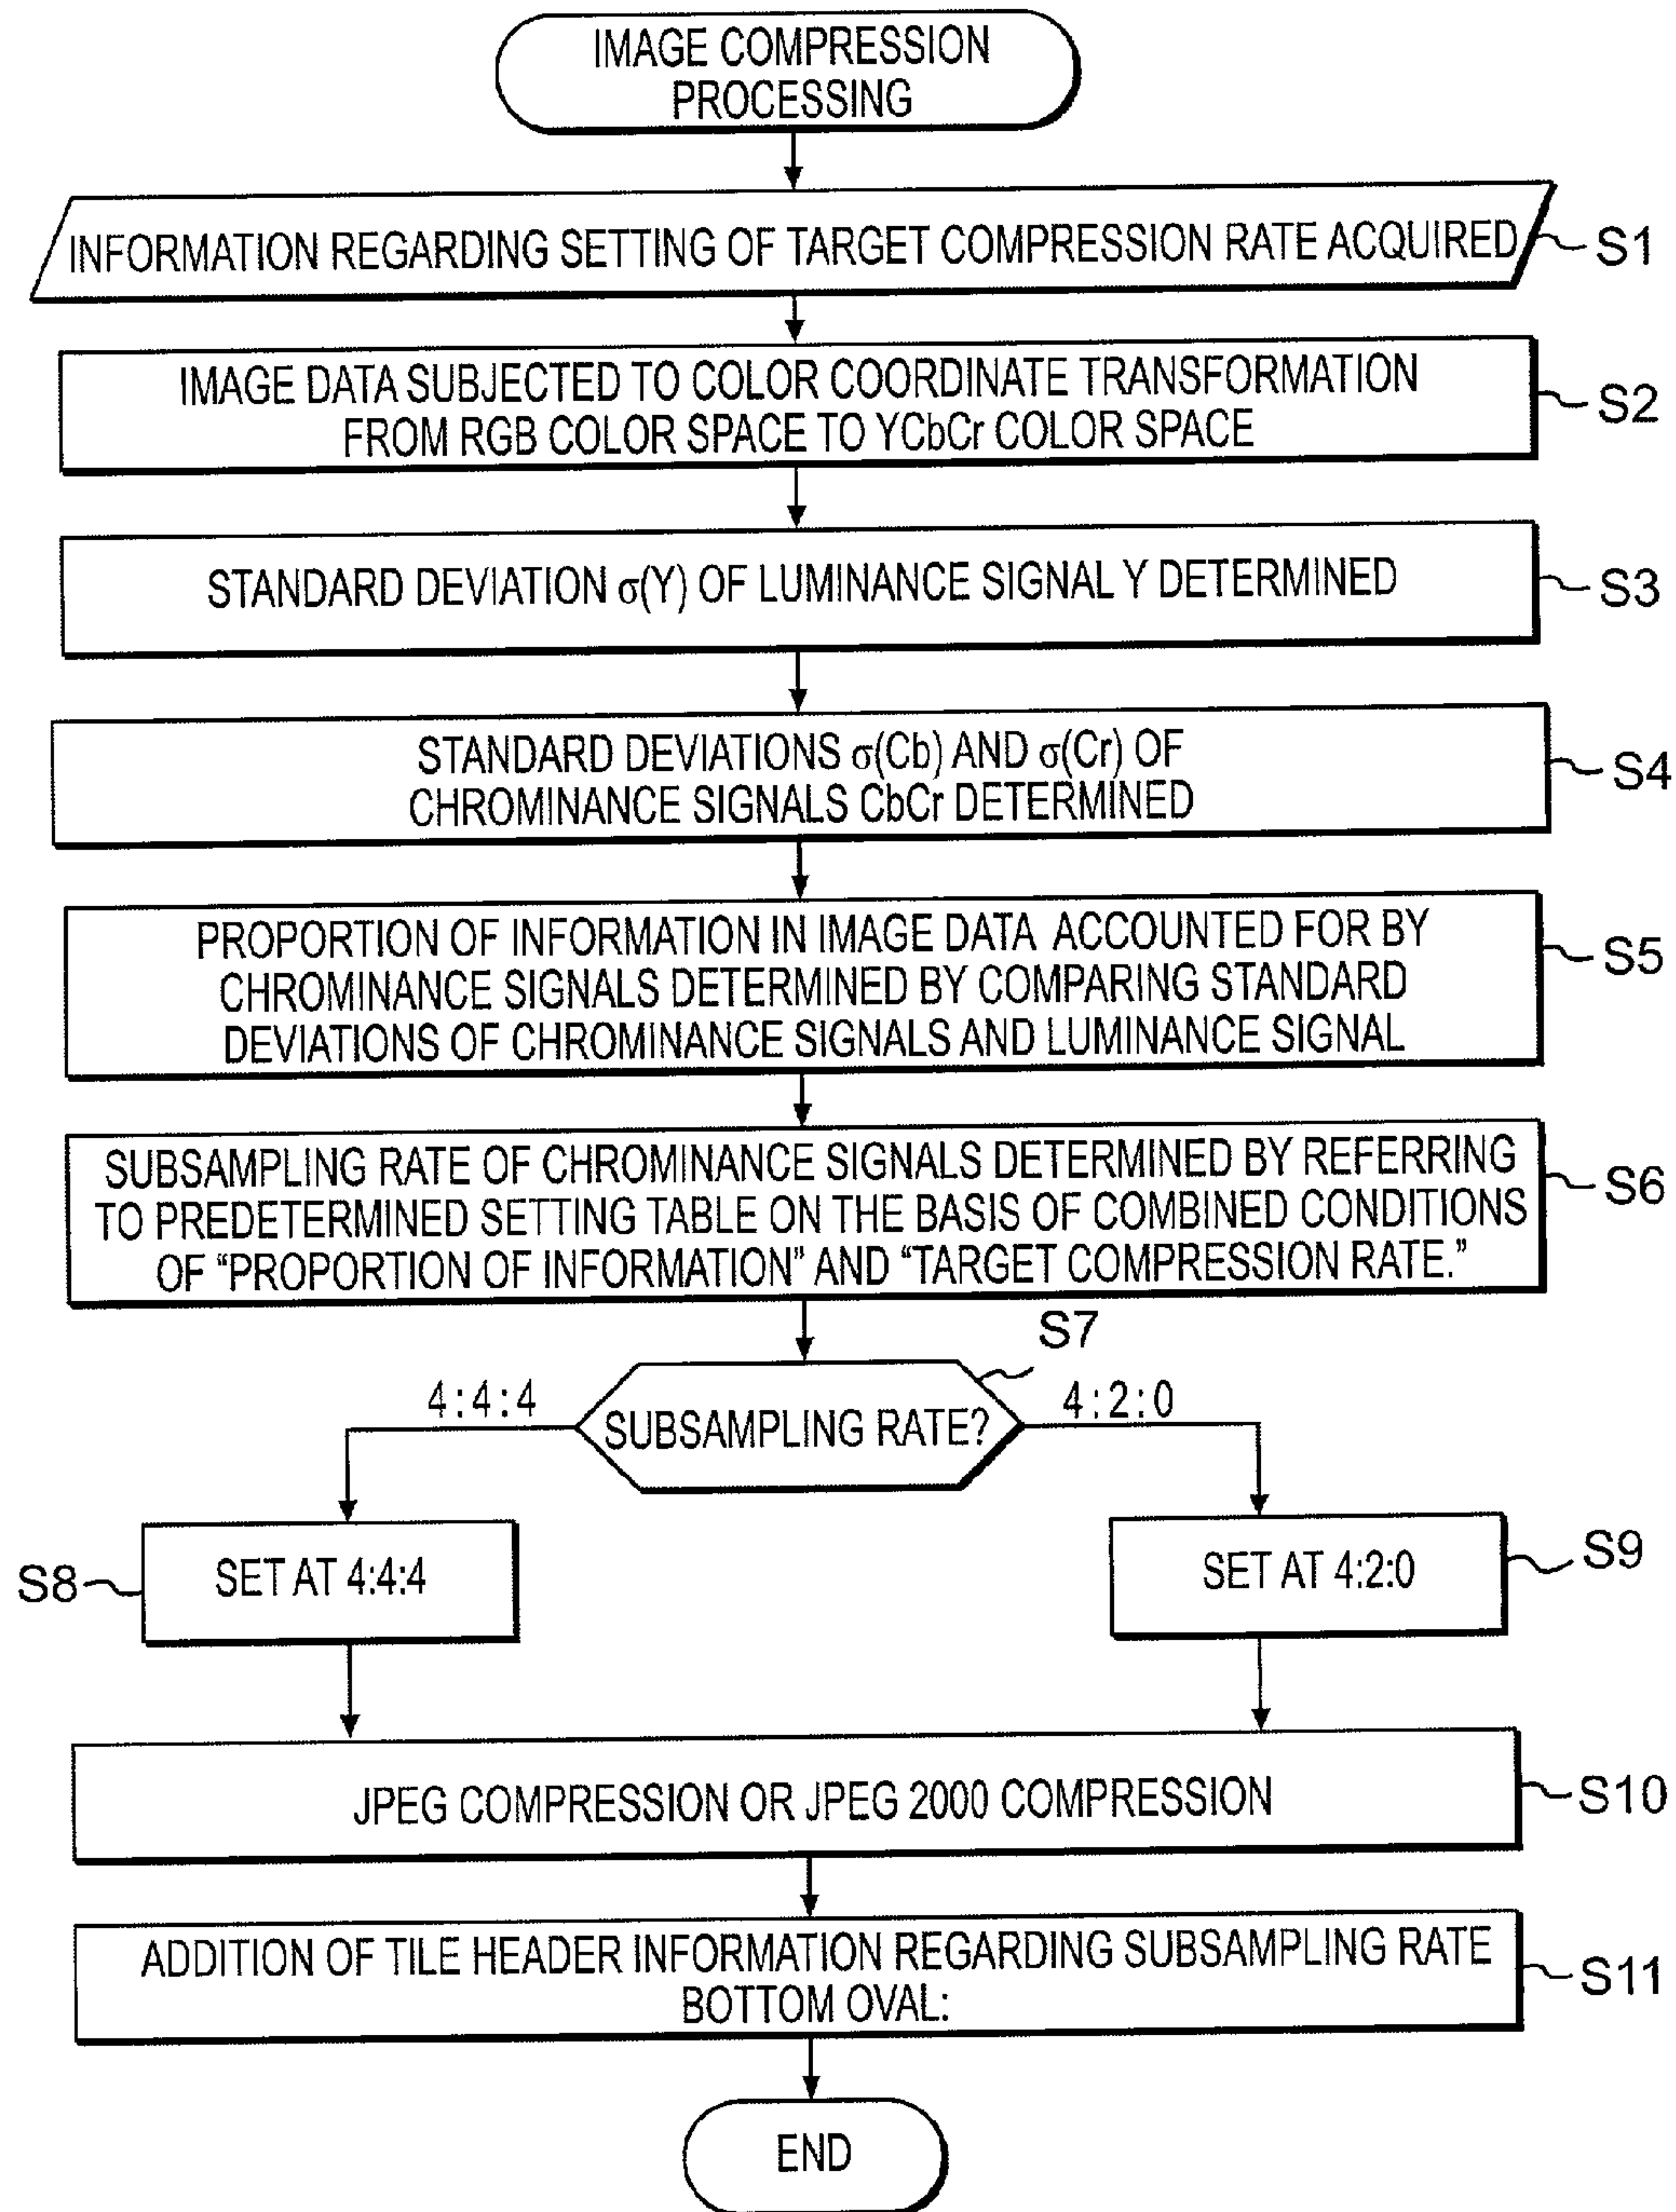 IMAGE COMPRESSION
PROCESSING
INFORMATION REGARDING SETTING OF TARGET COMPRESSION RATE ACQUIRED
S1
IMAGE DATA SUBJECTED TO COLOR COORDINATE TRANSFORMATION
FROM RGB COLOR SPACE TO YCbCr COLOR SPACE
S2
STANDARD DEVIATION σ(Y) OF LUMINANCE SIGNAL Y DETERMINED
S3
STANDARD DEVIATIONS σ(Cb) AND σ(Cr) OF
CHROMINANCE SIGNALS CbCr DETERMINED
S4
PROPORTION OF INFORMATION IN IMAGE DATA ACCOUNTED FOR BY
CHROMINANCE SIGNALS DETERMINED BY COMPARING STANDARD
DEVIATIONS OF CHROMINANCE SIGNALS AND LUMINANCE SIGNAL
S5
SUBSAMPLING RATE OF CHROMINANCE SIGNALS DETERMINED BY REFERRING
TO PREDETERMINED SETTING TABLE ON THE BASIS OF COMBINED CONDITIONS
OF “PROPORTION OF INFORMATION” AND “TARGET COMPRESSION RATE.”
S6
S7
4:4:4
SUBSAMPLING RATE?
4:2:0
S8
SET AT 4:4:4
SET AT 4:2:0
S9
JPEG COMPRESSION OR JPEG 2000 COMPRESSION
S10
ADDITION OF TILE HEADER INFORMATION REGARDING SUBSAMPLING RATE
BOTTOM OVAL:
S11
END